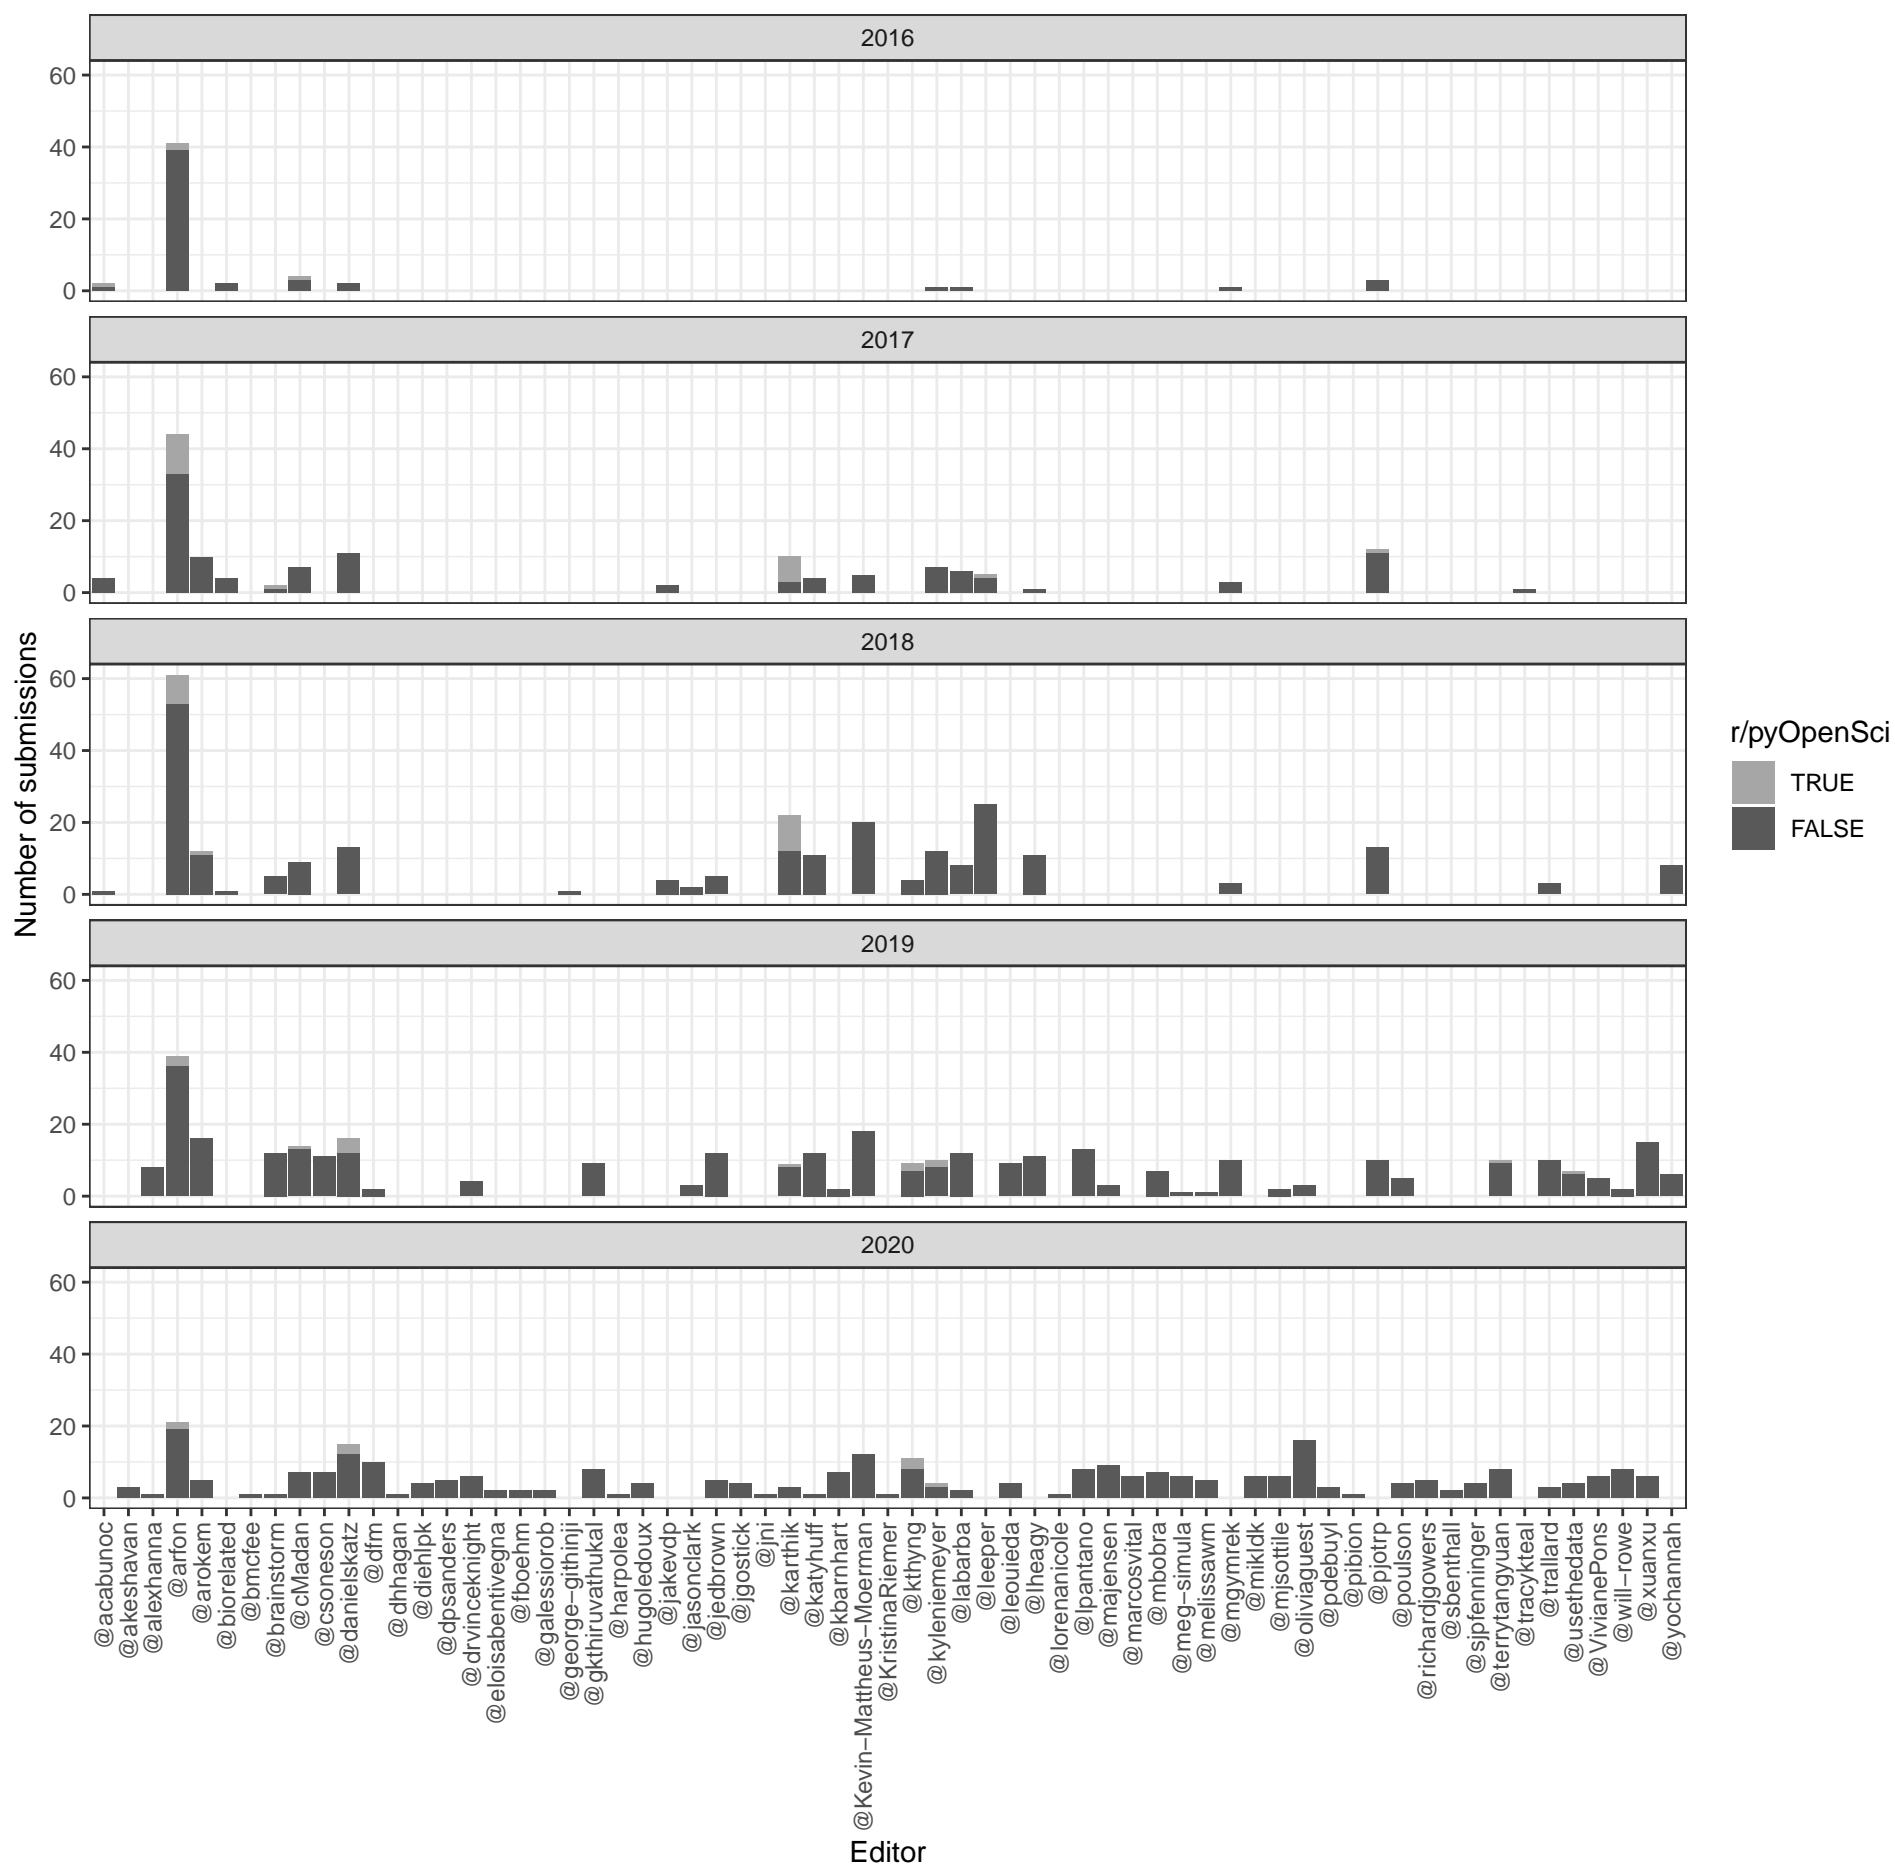 2016
60
40
20
0
2017
60
40
20
0
2018
60
40
20
0
2019
60
40
20
0
2020
60
40
20
0
Number of submissions
@acabunoc
@akeshavan
@alexhanna
@arfon
@arokem
@biorelated
@bmcfee
@brainstorm
@cMadan
@csoneson
@danielskatz
@dfm
@dhhagan
@diehlpk
@dpsanders
@drvinceknight
@eloisabentivegna
@fboehm
@galessiorob
@george−githinji
@gkthiruvathukal
@harpolea
@hugoledoux
@jakevdp
@jasonclark
@jedbrown
@jgostick
@jni
@karthik
@katyhuff
@kbarnhart
@Kevin−Mattheus−Moerman
@KristinaRiemer
@kthyng
@kyleniemeyer
@labarba
@leeper
@leouieda
@lheagy
@lorenanicole
@lpantano
@majensen
@marcosvital
@mbobra
@meg−simula
@melissawm
@mgymrek
@mikldk
@mjsottile
@oliviaguest
@pdebuyl
@pibion
@pjotrp
@poulson
@richardjgowers
@sbenthall
@sjpfenninger
@terrytangyuan
@tracykteal
@trallard
@usethedata
@VivianePons
@will−rowe
@xuanxu
@yochannah
Editor
r/pyOpenSci
TRUE
FALSE